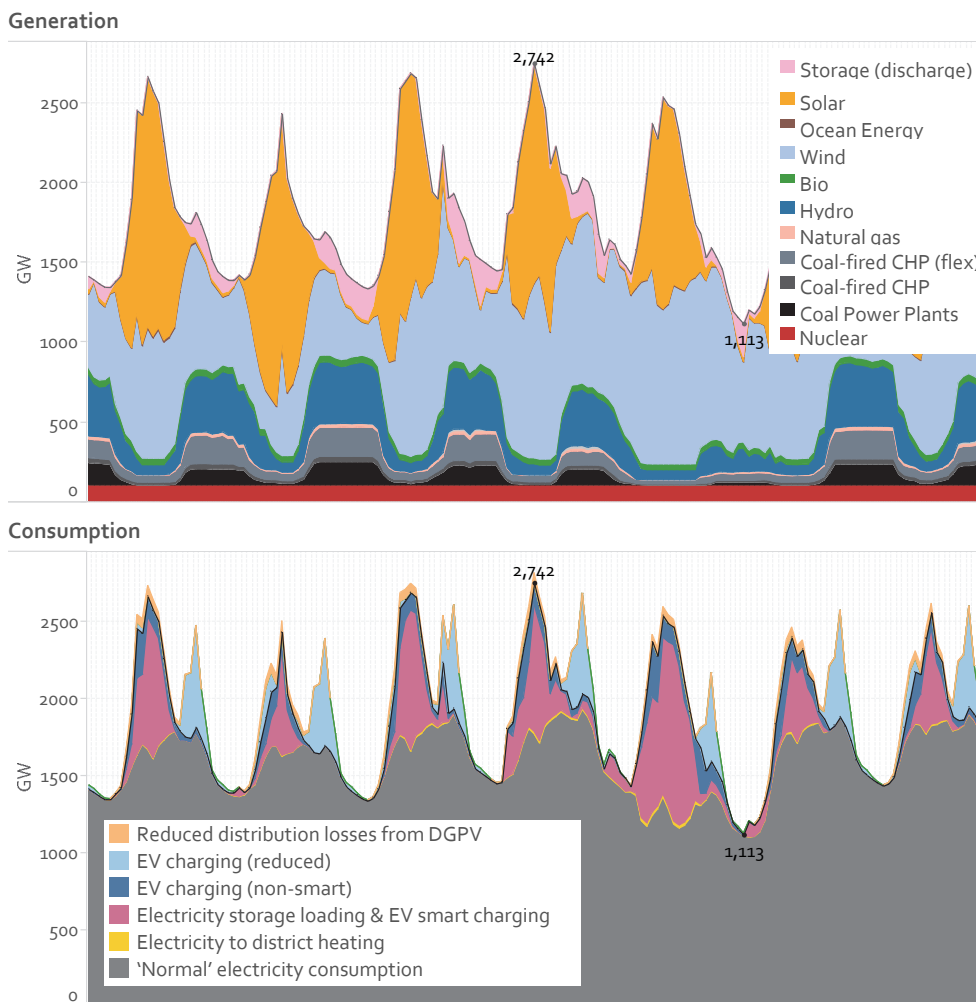 Generation
2,742
Storage (discharge)
Solar
Ocean Energy
Wind
Bio
Hydro
Natural gas
Coal-fired CHP (flex)
Coal-fired CHP
Coal Power Plants
Nuclear
2500
2000
1500
1000
500
0
GW
1,113
Consumption
2,742
2500
2000
1500
1000
500
0
GW
1,113
Reduced distribution losses from DGPV
EV charging (reduced)
EV charging (non-smart)
Electricity storage loading & EV smart charging
Electricity to district heating
‘Normal’ electricity consumption